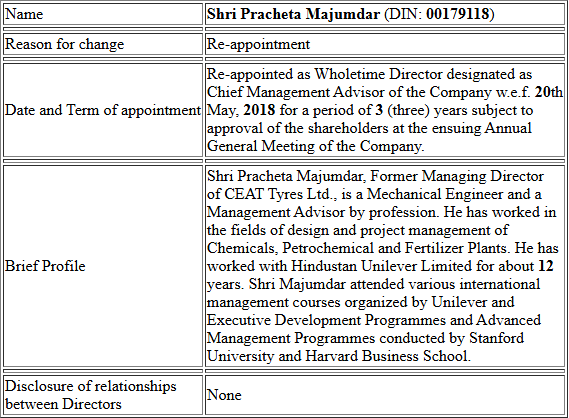 Name
Shri Pracheta Majumdar (DIN: 00179118)
Reason for change
Re-appointment
Date and Term of appointment
Re-appointed as Wholetime Director designated as
Chief Management Advisor of the Company w.e.f. 20th
May, 2018 for a period of 3 (three) years subject to
approval of the shareholders at the ensuing Annual
General Meeting of the Company.
Brief Profile
Shri Pracheta Majumdar, Former Managing Director
of CEAT Tyres Ltd., is a Mechanical Engineer and a
Management Advisor by profession. He has worked in
the fields of design and project management of
Chemicals, Petrochemical and Fertilizer Plants. He has
worked with Hindustan Unilever Limited for about 12
years. Shri Majumdar attended various international
management courses organized by Unilever and
Executive Development Programmes and Advanced
Management Programmes conducted by Stanford
University and Harvard Business School.
Disclosure of relationships
between Directors
None